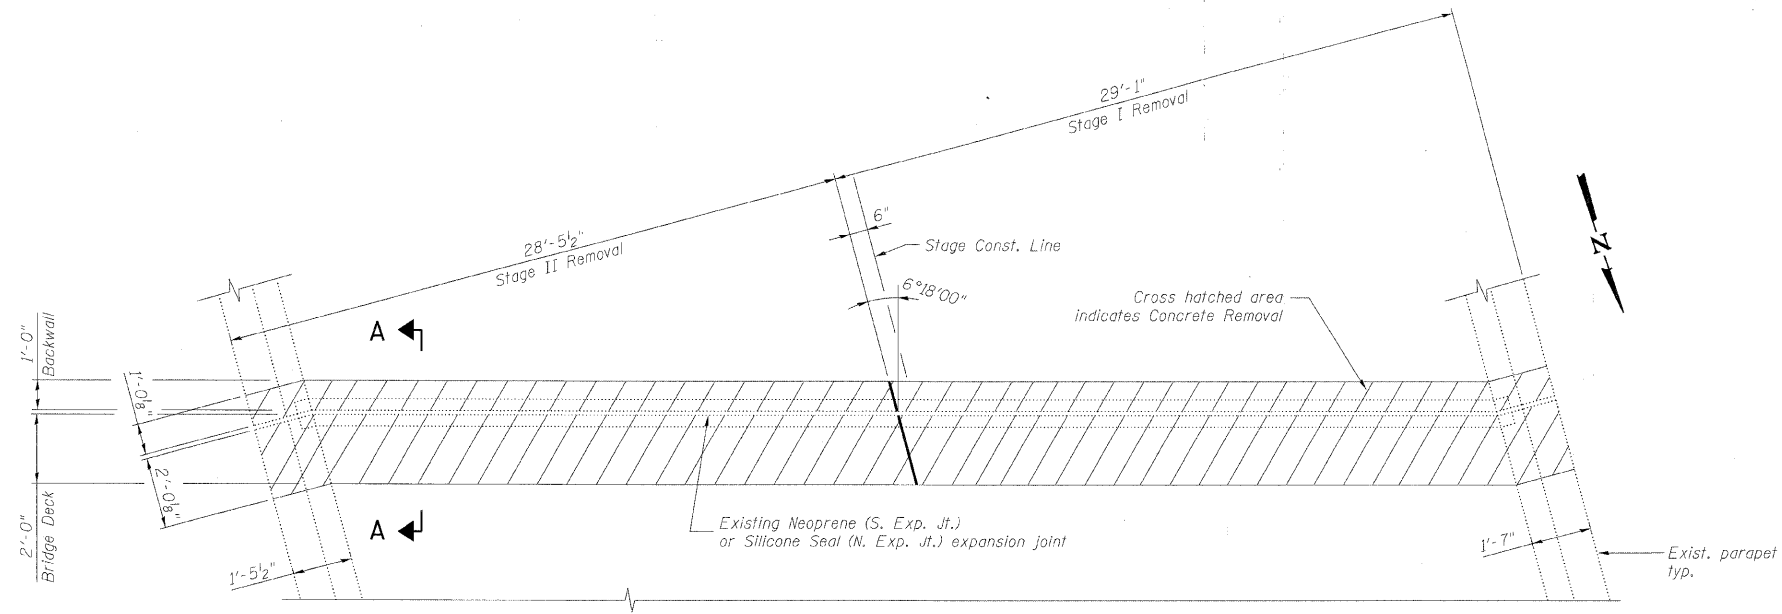 29'-1"
Stage I Removal
28'-5½"
Stage II Removal
6"
Stage Const. Line
6°18'00"
N
Cross hatched area
indicates Concrete Removal
A
1'-0"
Backwall
1'-0⅛"
2'-0⅛"
2'-0"
Bridge Deck
A
Existing Neoprene (S. Exp. Jt.)
or Silicone Seal (N. Exp. Jt.) expansion joint
1'-5½"
1'-7"
Exist. parapet
typ.